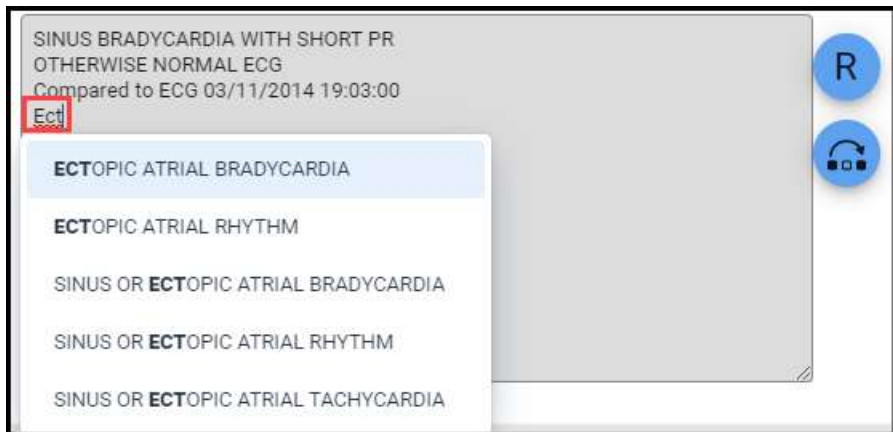 SINUS BRADYCARDIA WITH SHORT PR
OTHERWISE NORMAL ECG
Compared to ECG 03/11/2014 19:03:00
Ect
ECTOPIC ATRIAL BRADYCARDIA
ECTOPIC ATRIAL RHYTHM
SINUS OR ECTOPIC ATRIAL BRADYCARDIA
SINUS OR ECTOPIC ATRIAL RHYTHM
SINUS OR ECTOPIC ATRIAL TACHYCARDIA
R